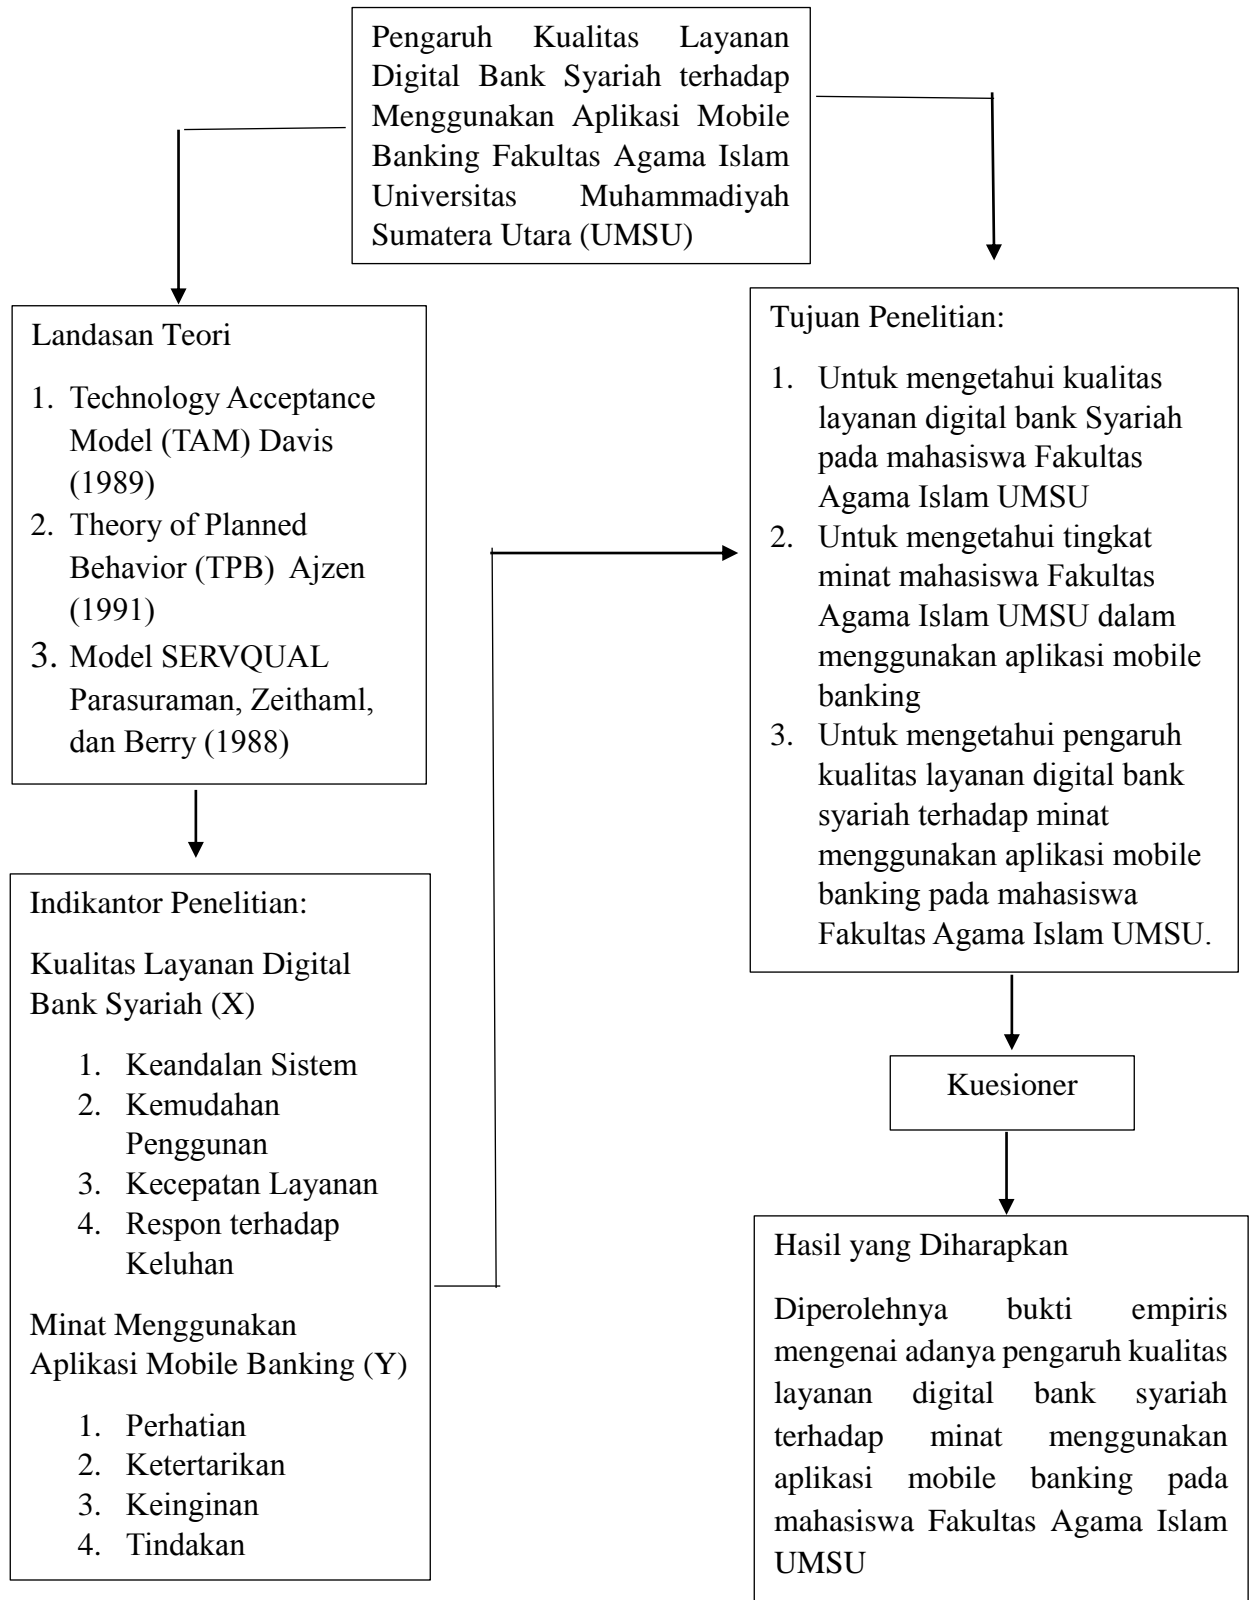 Pengaruh Kualitas Layanan
Digital Bank Syariah terhadap
Menggunakan Aplikasi Mobile
Banking Fakultas Agama Islam
Universitas Muhammadiyah
Sumatera Utara (UMSU)
Landasan Teori
1. Technology Acceptance
Model (TAM) Davis
(1989)
2. Theory of Planned
Behavior (TPB) Ajzen
(1991)
3. Model SERVQUAL
Parasuraman, Zeithaml,
dan Berry (1988)
Indikantor Penelitian:
Kualitas Layanan Digital
Bank Syariah (X)
1. Keandalan Sistem
2. Kemudahan
Penggunan
3. Kecepatan Layanan
4. Respon terhadap
Keluhan
Minat Menggunakan
Aplikasi Mobile Banking (Y)
1. Perhatian
2. Ketertarikan
3. Keinginan
4. Tindakan
Tujuan Penelitian:
1. Untuk mengetahui kualitas
layanan digital bank Syariah
pada mahasiswa Fakultas
Agama Islam UMSU
2. Untuk mengetahui tingkat
minat mahasiswa Fakultas
Agama Islam UMSU dalam
menggunakan aplikasi mobile
banking
3. Untuk mengetahui pengaruh
kualitas layanan digital bank
syariah terhadap minat
menggunakan aplikasi mobile
banking pada mahasiswa
Fakultas Agama Islam UMSU.
Kuesioner
Hasil yang Diharapkan
Diperolehnya bukti empiris
mengenai adanya pengaruh kualitas
layanan digital bank syariah
terhadap minat menggunakan
aplikasi mobile banking pada
mahasiswa Fakultas Agama Islam
UMSU